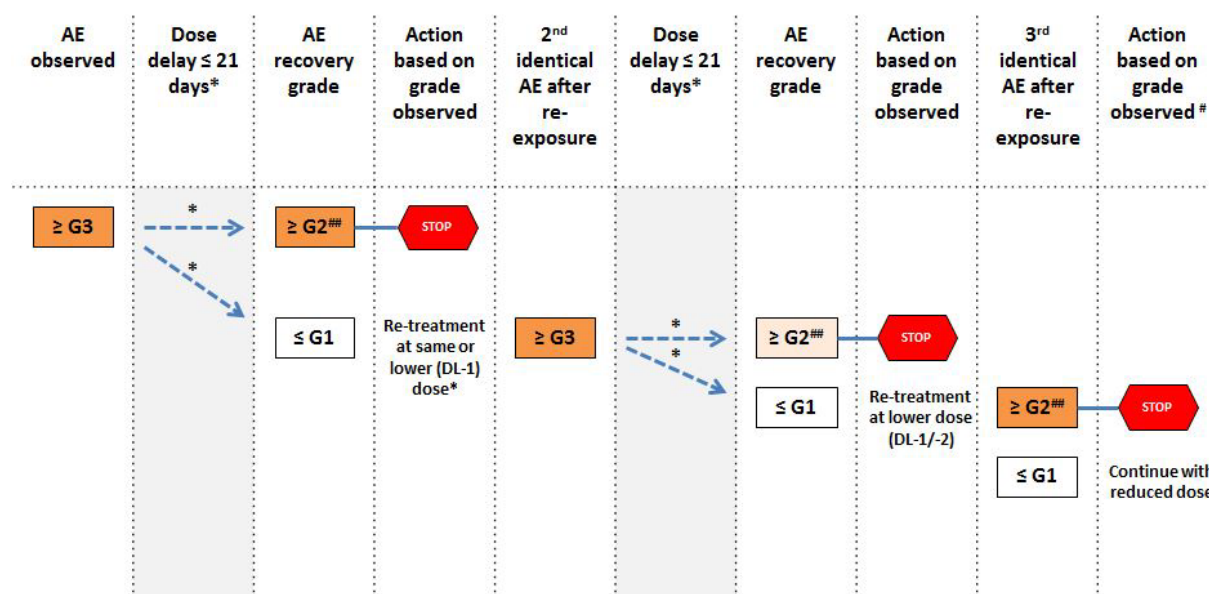 AE
observed
Dose
delay ≤ 21
days*
AE
recovery
grade
Action
based on
grade
observed
2nd
identical
AE after
re-
exposure
Dose
delay ≤ 21
days*
AE
recovery
grade
Action
based on
grade
observed
3rd
identical
AE after
re-
exposure
Action
based on
grade
observed #
≥ G3
*
*
≥ G2##
STOP
≤ G1
Re-treatment
at same or
lower (DL-1)
dose*
≥ G3
*
*
≥ G2##
STOP
≤ G1
Re-treatment
at lower dose
(DL-1/-2)
≥ G2##
STOP
≤ G1
Continue with
reduced dose